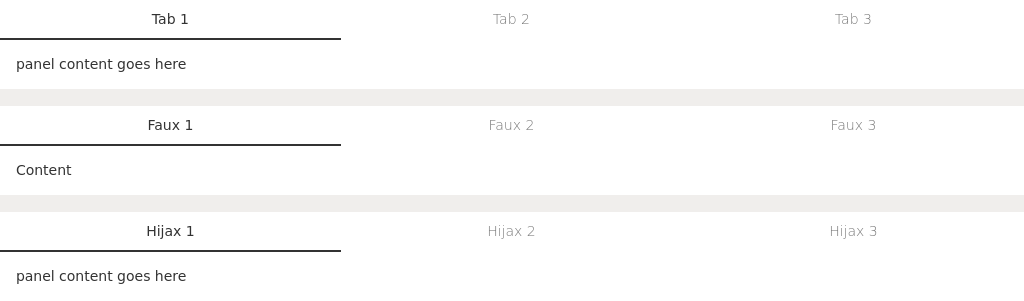 Tab 1 Tab 2 Tab 3
panel content goes here
Faux 1 Faux 2 Faux 3
Content
Hijax 1 Hijax 2 Hijax 3
panel content goes here